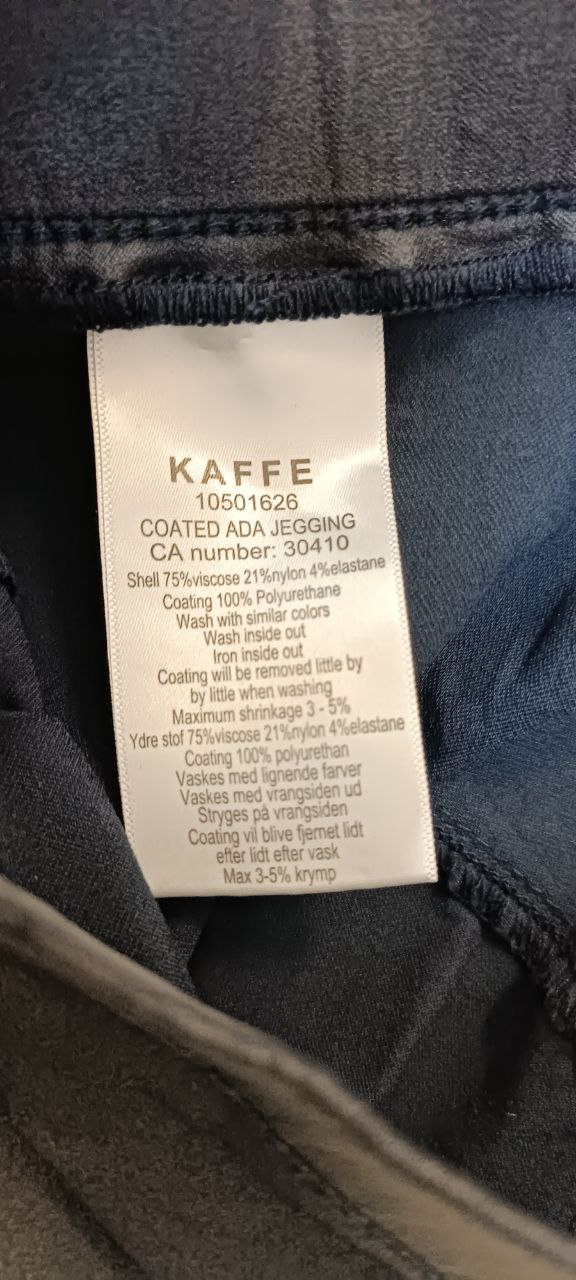 KAFFE
10501626
COATED ADA JEGGING
CA number: 30410
Shell 75%viscose 21%nylon 4%elastane
Coating 100% Polyurethane
Wash with similar colors
Wash inside out
Iron inside out
Coating will be removed little by
by little when washing
Maximum shrinkage 3 - 5%
Ydre stof 75%viscose 21%nylon 4%elastane
Coating 100% polyurethan
Vaskes med lignende farver
Vaskes med vrangsiden ud
Stryges på vrangsiden
Coating vil blive fjernet lidt
efter lidt efter vask
Max 3-5% krymp